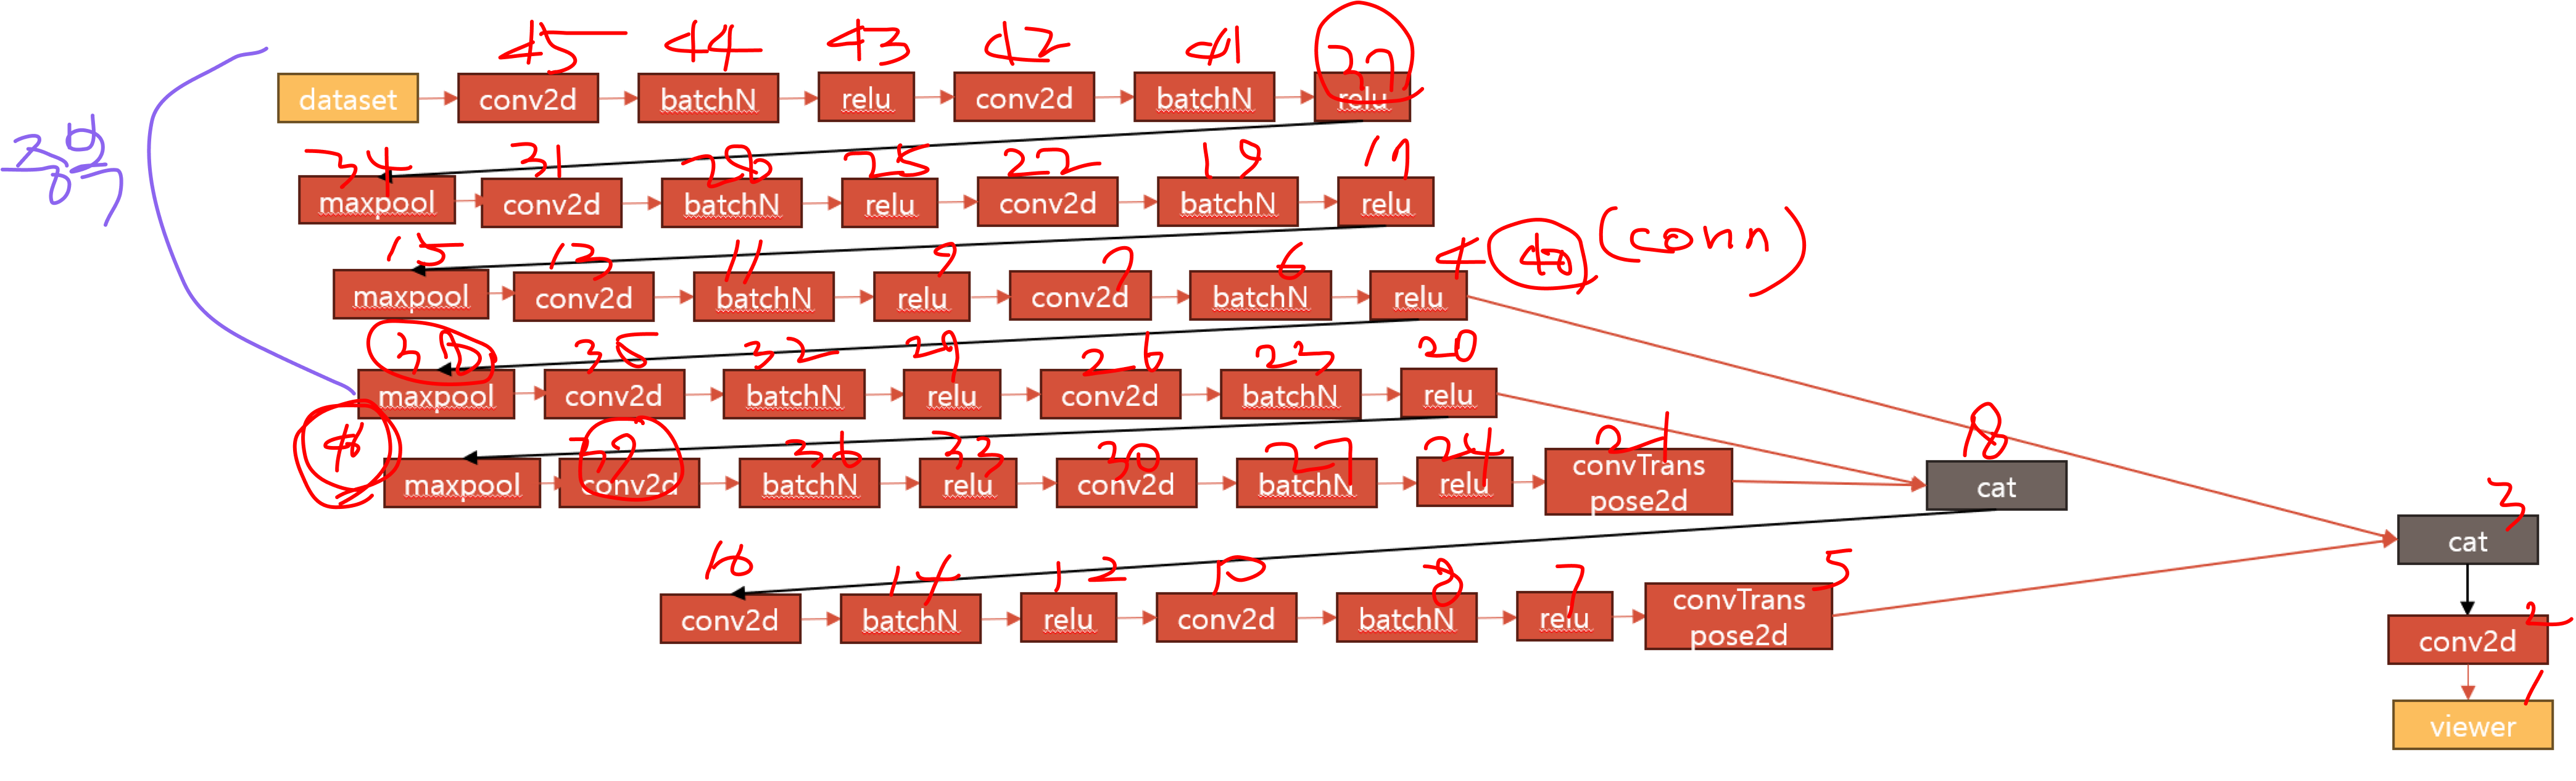 45 44 43 42 41 37
dataset conv2d batchN relu conv2d batchN relu
중복
34 31 28 25 22 19 17
maxpool conv2d batchN relu conv2d batchN relu
15 13 11 9 7 6 4 40 (conn)
maxpool conv2d batchN relu conv2d batchN relu
35 32 29 26 23 20
maxpool conv2d batchN relu conv2d batchN relu
39 36 33 30 27 24 21 18
maxpool conv2d batchN relu conv2d batchN relu convTrans
pose2d
cat
3
cat
16 14 12 10 8 7 5
conv2d batchN relu conv2d batchN relu convTrans
pose2d
2
conv2d
1
viewer